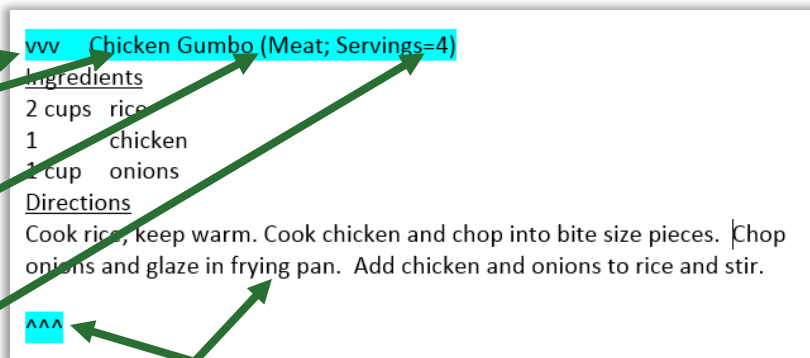 vvv Chicken Gumbo (Meat; Servings=4)
Ingredients
2 cups rice
1 chicken
1 cup onions
Directions
Cook rice, keep warm. Cook chicken and chop into bite size pieces. Chop
onions and glaze in frying pan. Add chicken and onions to rice and stir.
^^^